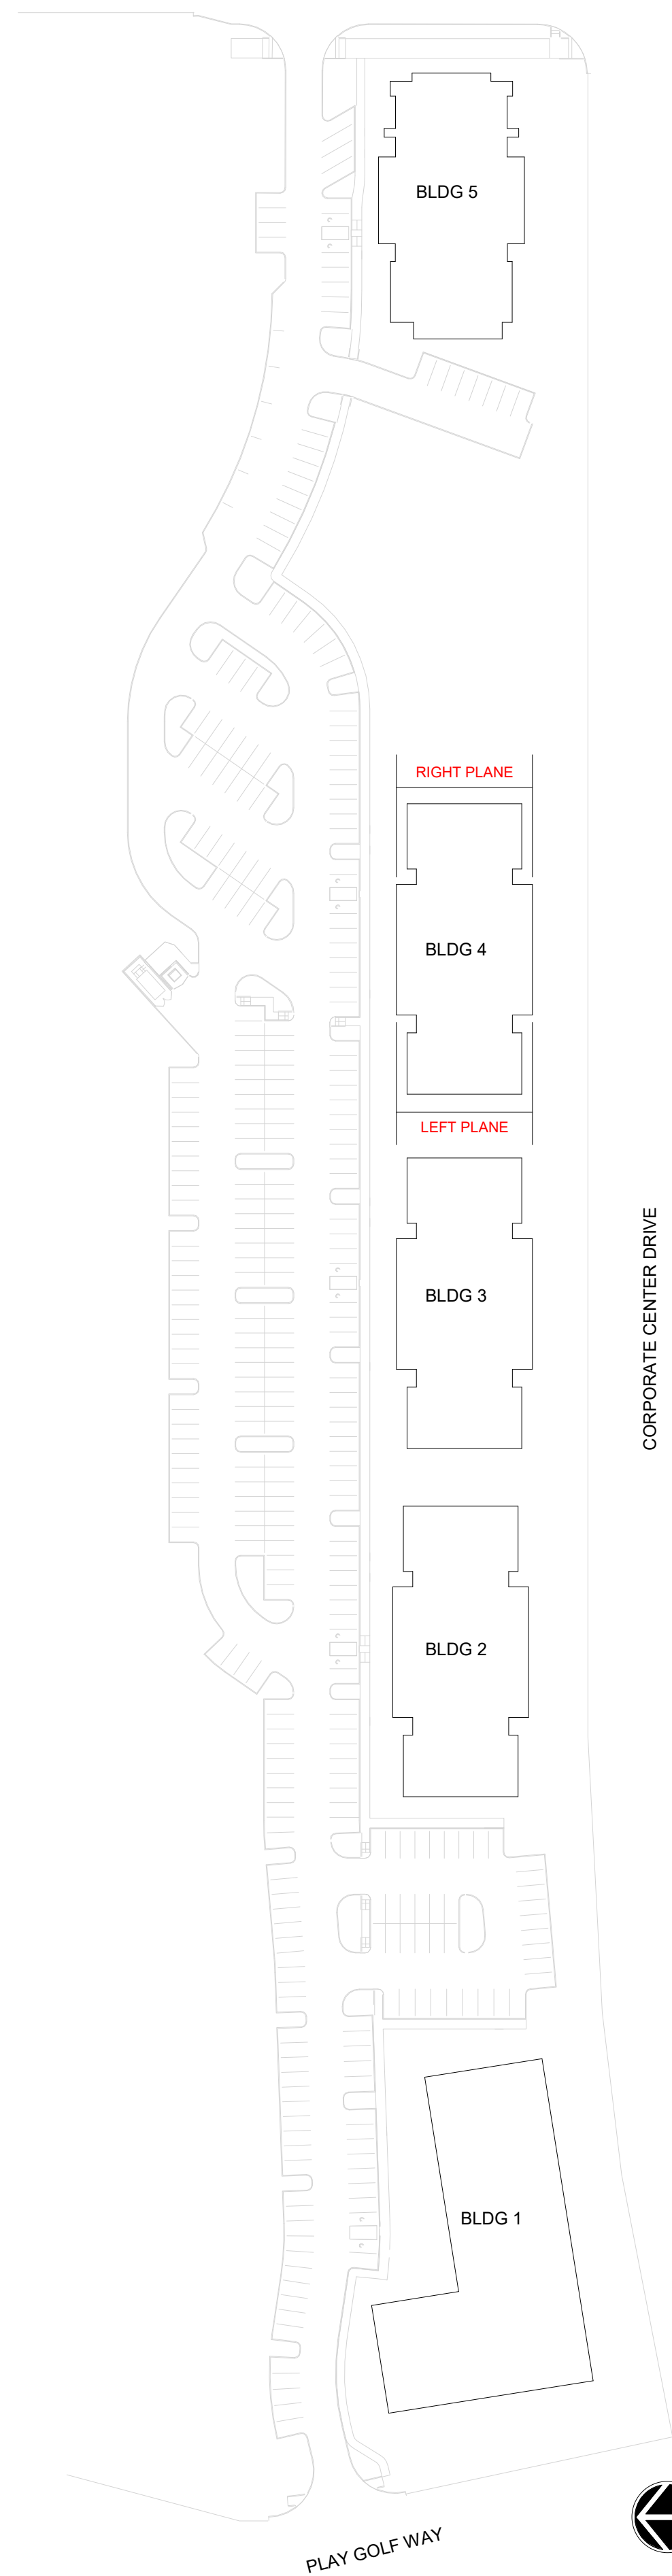 BLDG 5
RIGHT PLANE
BLDG 4
LEFT PLANE
BLDG 3
CORPORATE CENTER DRIVE
BLDG 2
BLDG 1
PLAY GOLF WAY